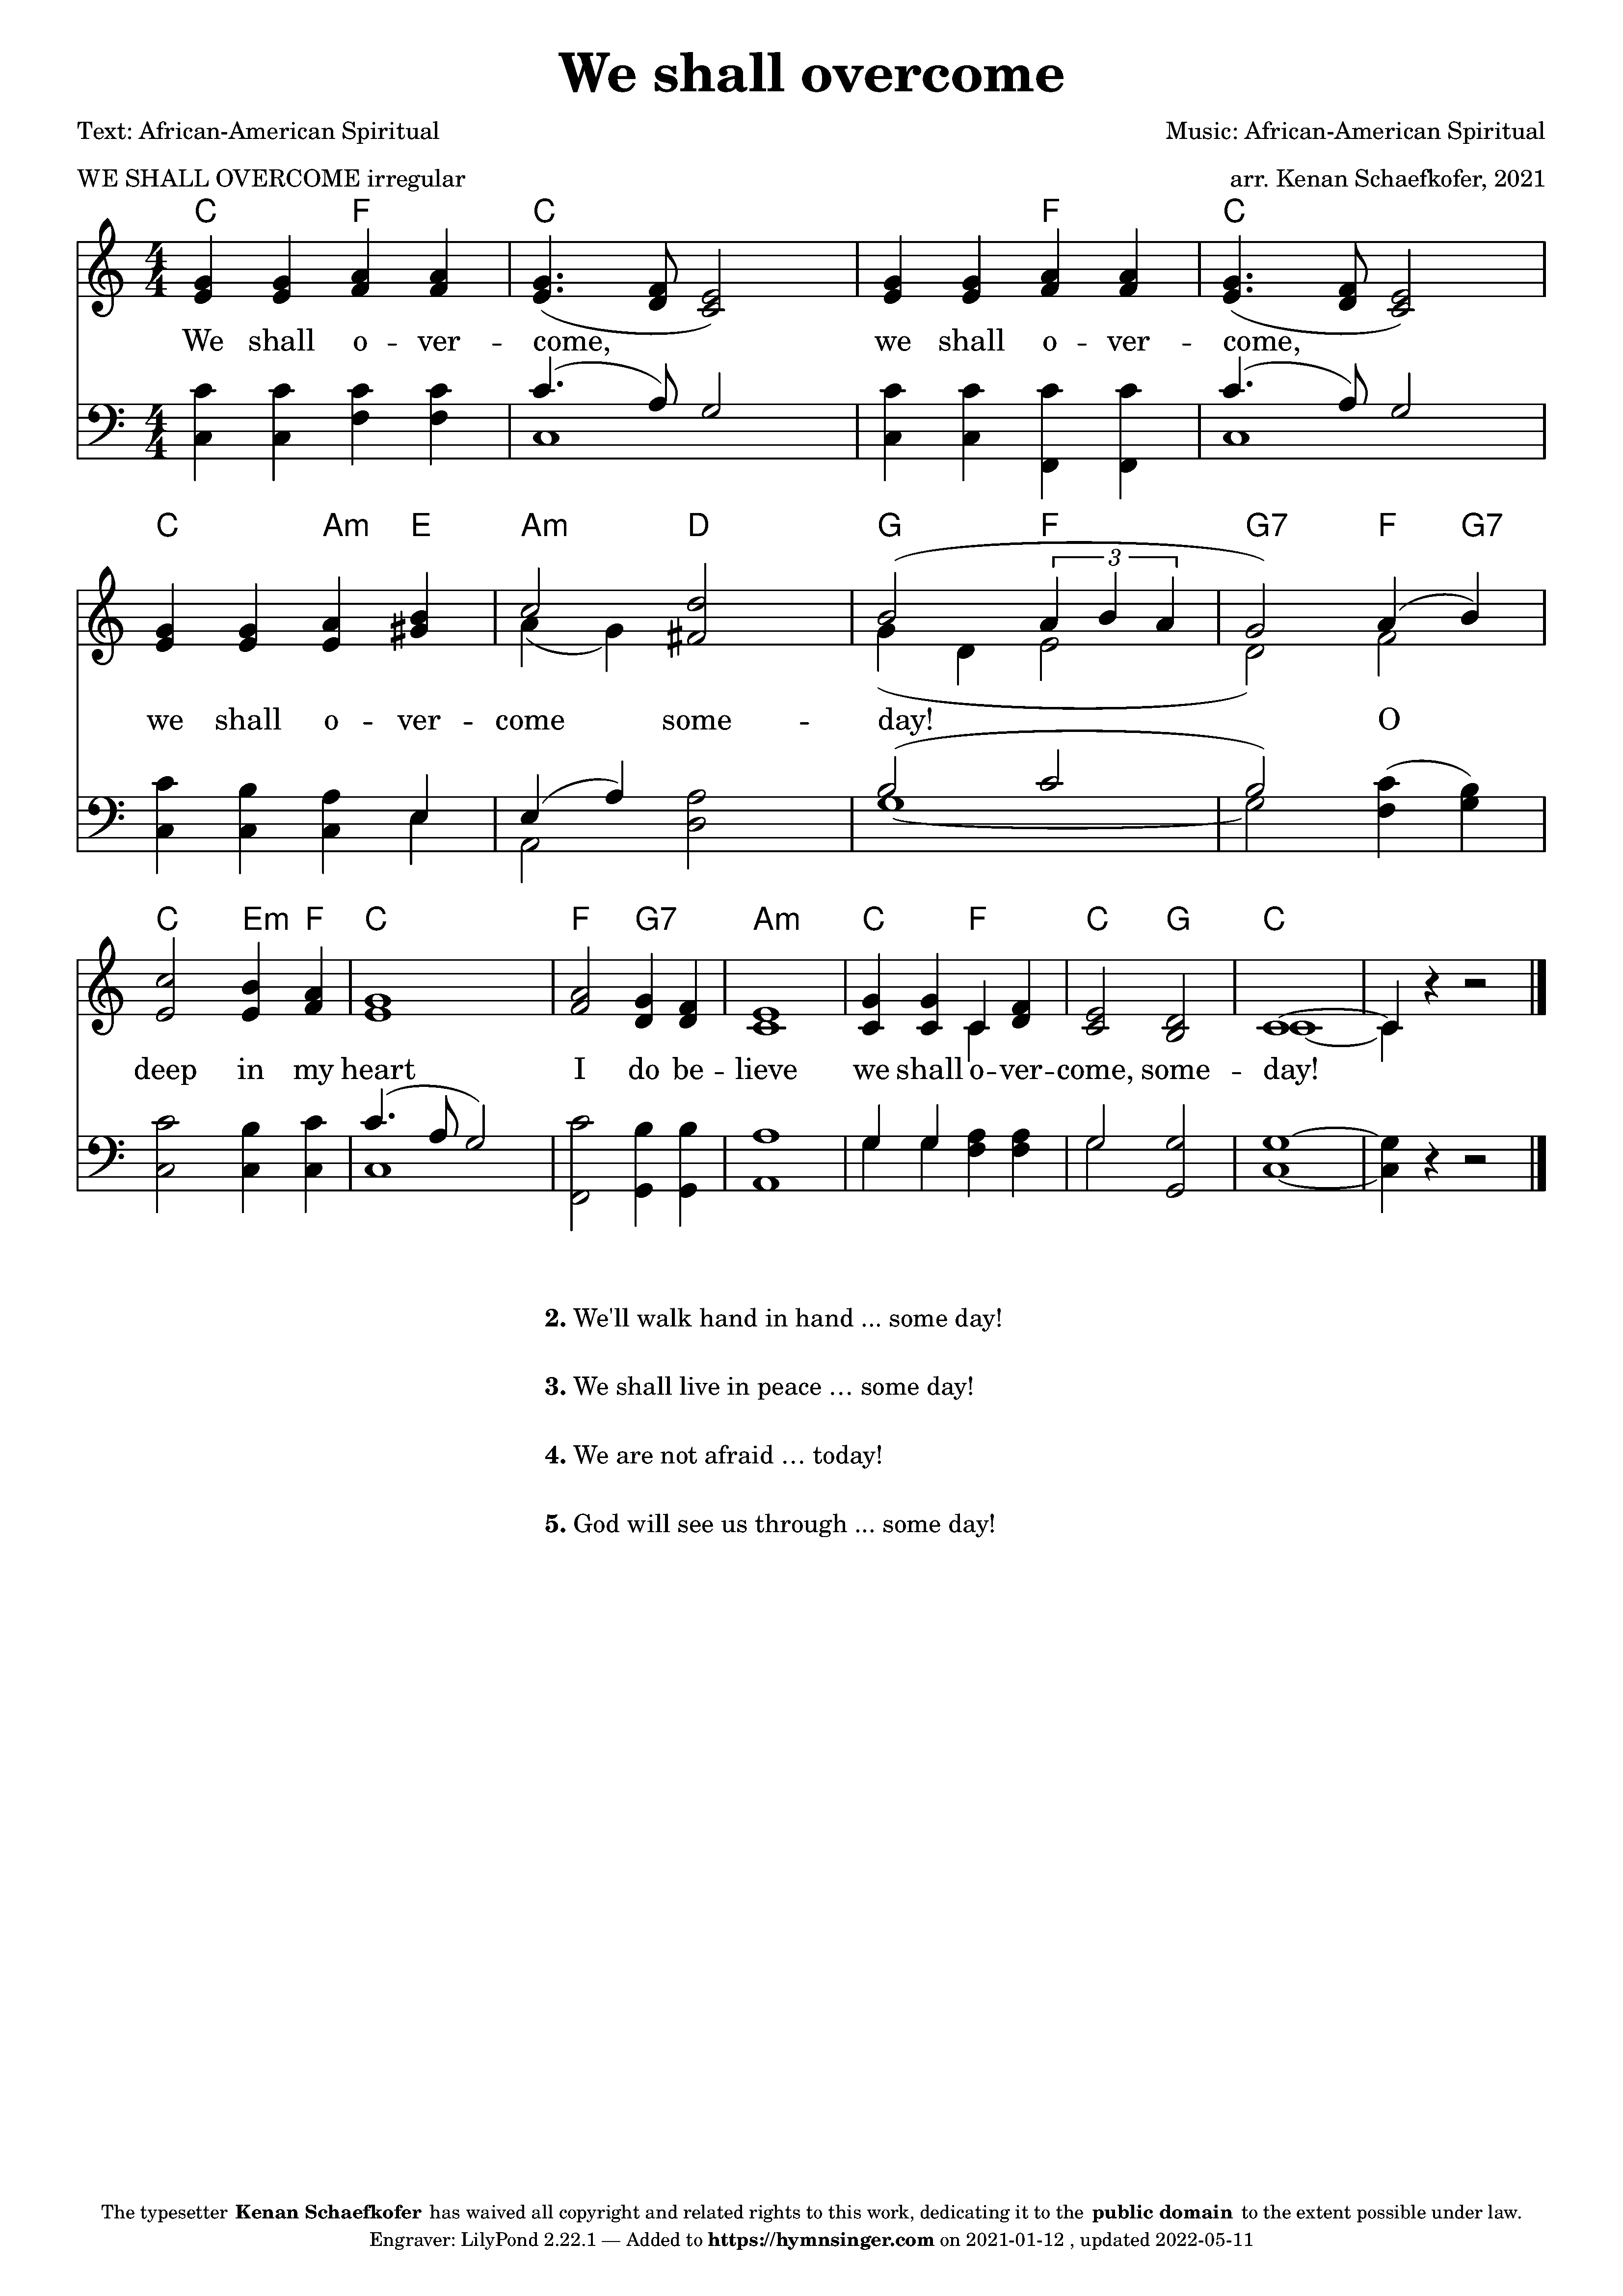 We shall overcome
Text: African-American Spiritual Music: African-American Spiritual
WE SHALL OVERCOME irregular arr. Kenan Schaefkofer, 2021
C F C F C
4 4
We shall o - ver - come, we shall o - ver - come,
4 4
C Am E Am D G F G7 F G7
3
we shall o - ver - come some - day! O
C Em F C F G7 Am C F C G C
deep in my heart I do be - lieve we shall o - ver - come, some - day!
2. We'll walk hand in hand ... some day!
3. We shall live in peace … some day!
4. We are not afraid … today!
5. God will see us through ... some day!
The typesetter Kenan Schaefkofer has waived all copyright and related rights to this work, dedicating it to the public domain to the extent possible under law.
Engraver: LilyPond 2.22.1 — Added to https://hymnsinger.com on 2021-01-12 , updated 2022-05-11